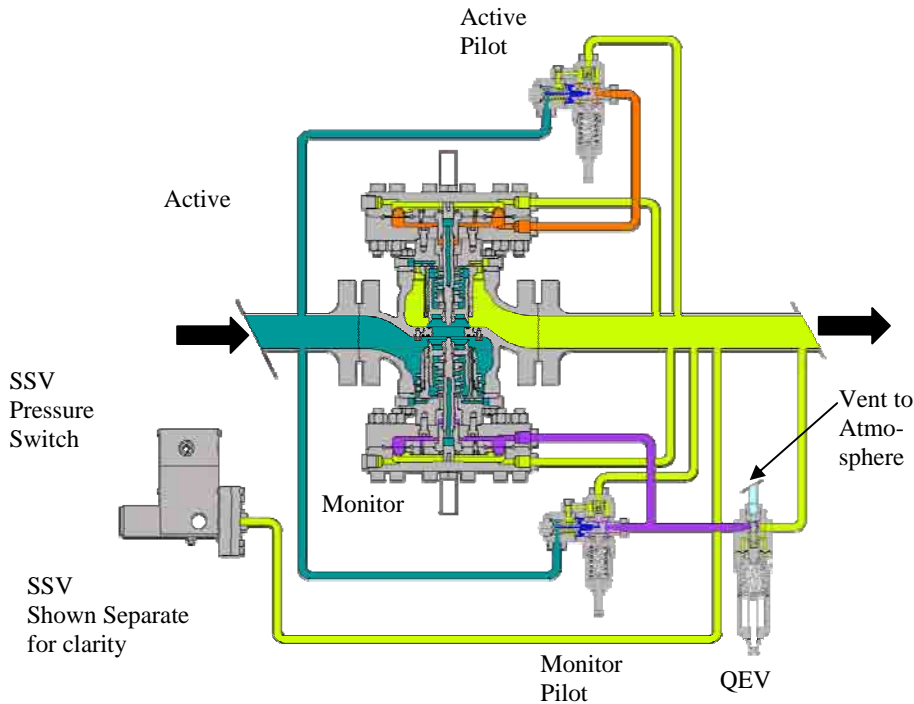 Active
Pilot
Active
SSV
Pressure
Switch
Vent to
Atmo-
sphere
Monitor
SSV
Shown Separate
for clarity
Monitor
Pilot
QEV